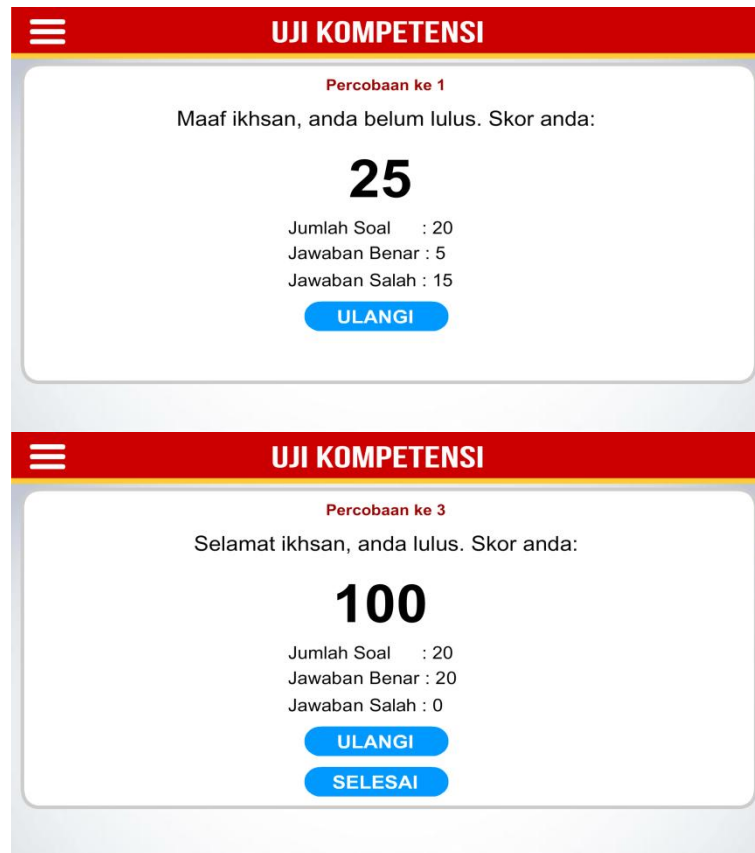 UJI KOMPETENSI
Percobaan ke 1
Maaf ikhsan, anda belum lulus. Skor anda:
25
Jumlah Soal : 20
Jawaban Benar : 5
Jawaban Salah : 15
ULANGI
UJI KOMPETENSI
Percobaan ke 3
Selamat ikhsan, anda lulus. Skor anda:
100
Jumlah Soal : 20
Jawaban Benar : 20
Jawaban Salah : 0
ULANGI
SELESAI